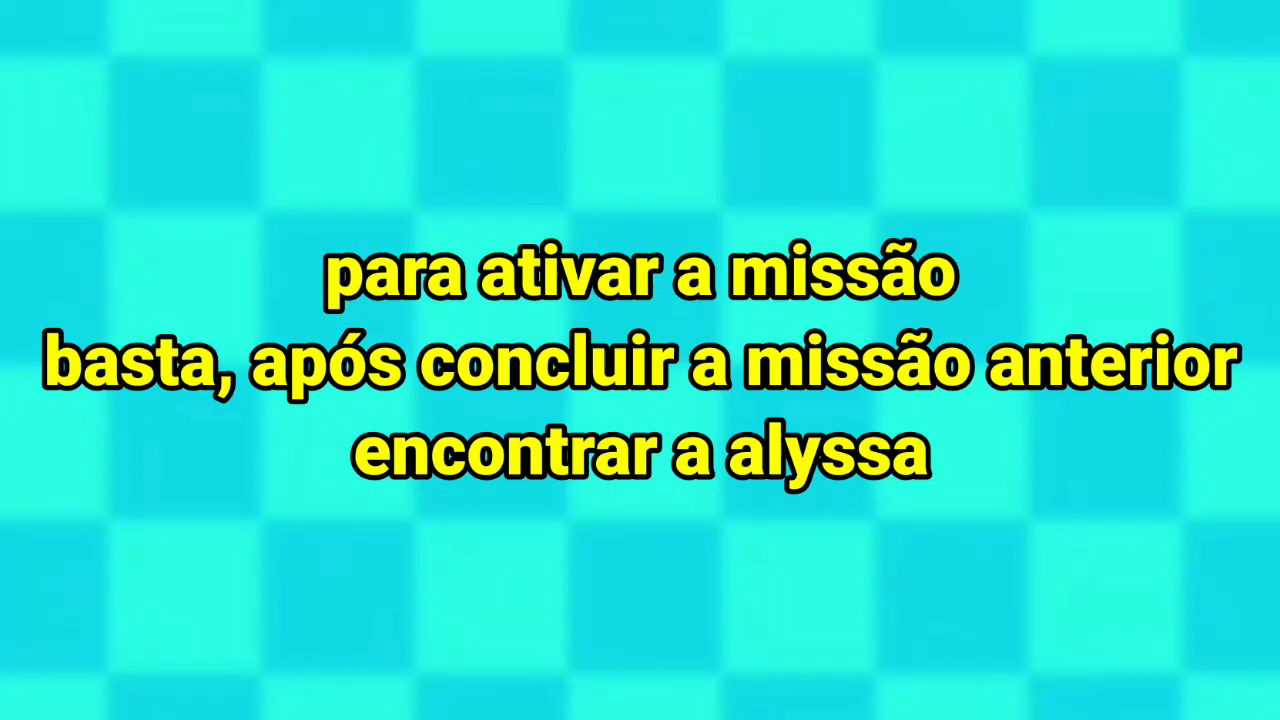 para ativar a missão
basta, após concluir a missão anterior
encontrar a alyssa